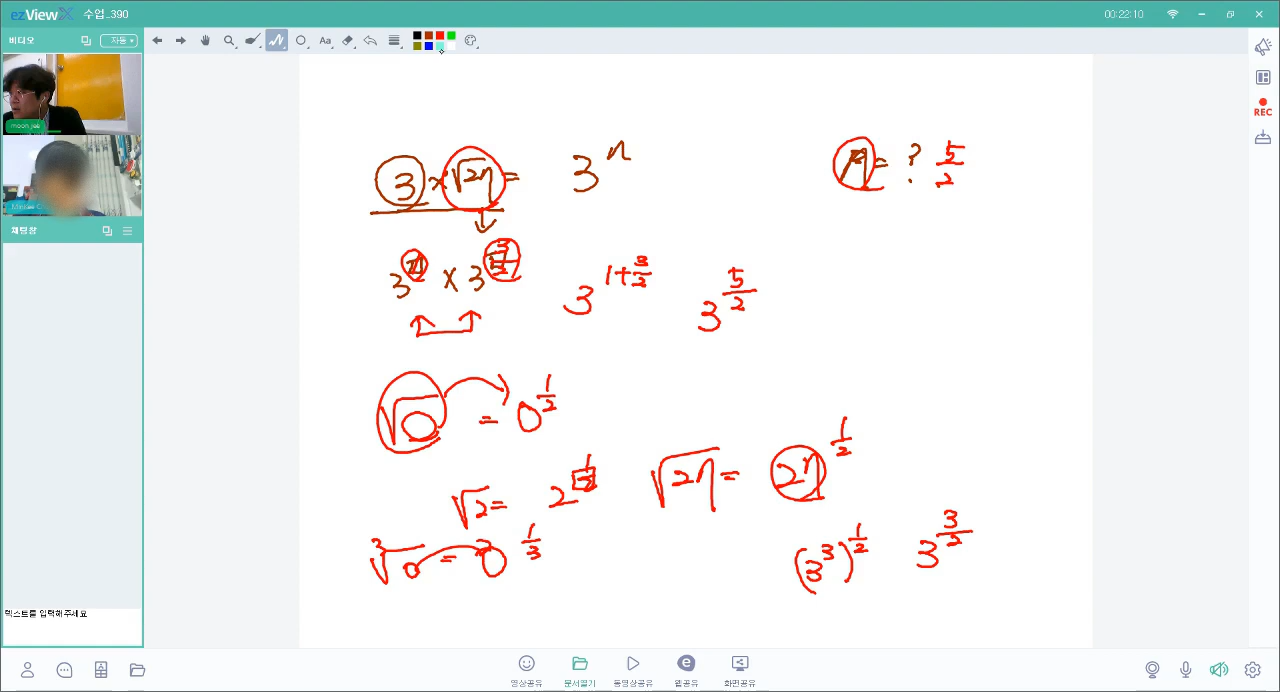 ezViewX 수업_390
00:22:10
비디오
자동
Aa
REC
moon jae
채팅창
텍스트를 입력해주세요
3 × √27 = 3^n
n = ? 5/2
3^1 × 3^(3/2) 3^(1+3/2) 3^(5/2)
√○ = ○^(1/2)
√2 = 2^(1/2) √27 = 27^(1/2)
³√○ = ○^(1/3) (3^3)^(1/2) 3^(3/2)
영상공유 문서열기 동영상공유 웹공유 화면공유